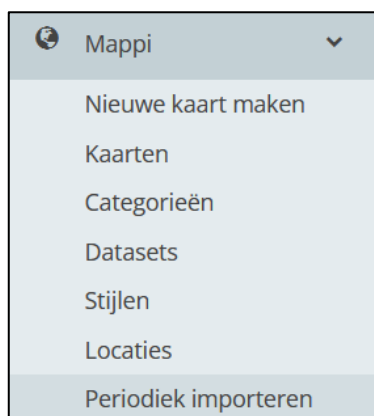 Mappi
Nieuwe kaart maken
Kaarten
Categorieën
Datasets
Stijlen
Locaties
Periodiek importeren